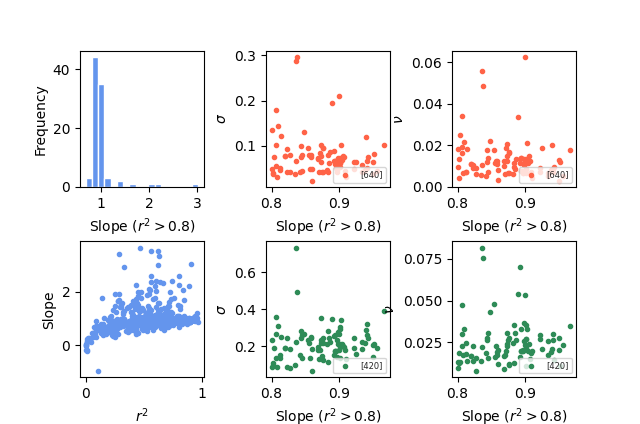 40
20
0
Frequency
1
2
3
Slope (r² > 0.8)
0.3
0.2
0.1
σ
0.8
0.9
[640]
Slope (r² > 0.8)
0.06
0.04
0.02
0.00
ν
0.8
0.9
[640]
Slope (r² > 0.8)
2
0
Slope
0
1
r²
0.6
0.4
0.2
σ
0.8
0.9
[420]
Slope (r² > 0.8)
0.075
0.050
0.025
ν
0.8
0.9
[420]
Slope (r² > 0.8)